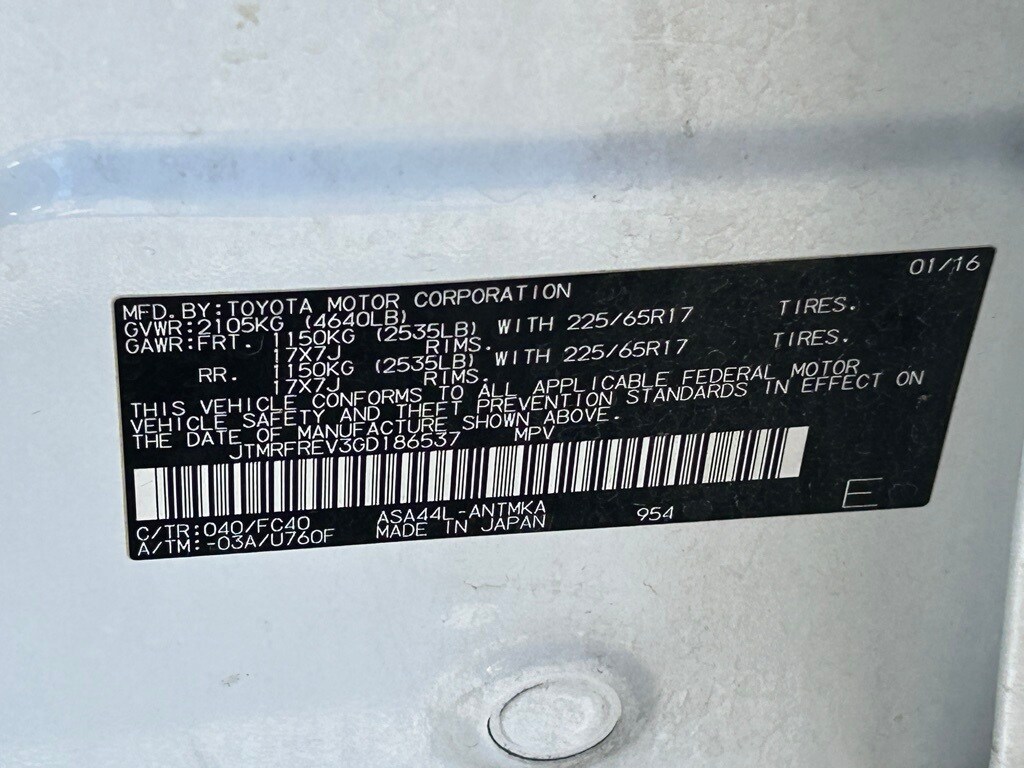 01/16
MFD.BY:TOYOTA MOTOR CORPORATION
GVWR:2105KG (4640LB)
GAWR:FRT. 1150KG (2535LB) WITH 225/65R17 TIRES.
17X7J RIMS.
RR. 1150KG (2535LB) WITH 225/65R17 TIRES.
17X7J RIMS.
THIS VEHICLE CONFORMS TO ALL APPLICABLE FEDERAL MOTOR
VEHICLE SAFETY AND THEFT PREVENTION STANDARDS IN EFFECT ON
THE DATE OF MANUFACTURE SHOWN ABOVE.
JTMRFREV3GD186537 MPV
C/TR:040/FC40 ASA44L-ANTMKA 954 E
A/TM:-03A/U760F MADE IN JAPAN